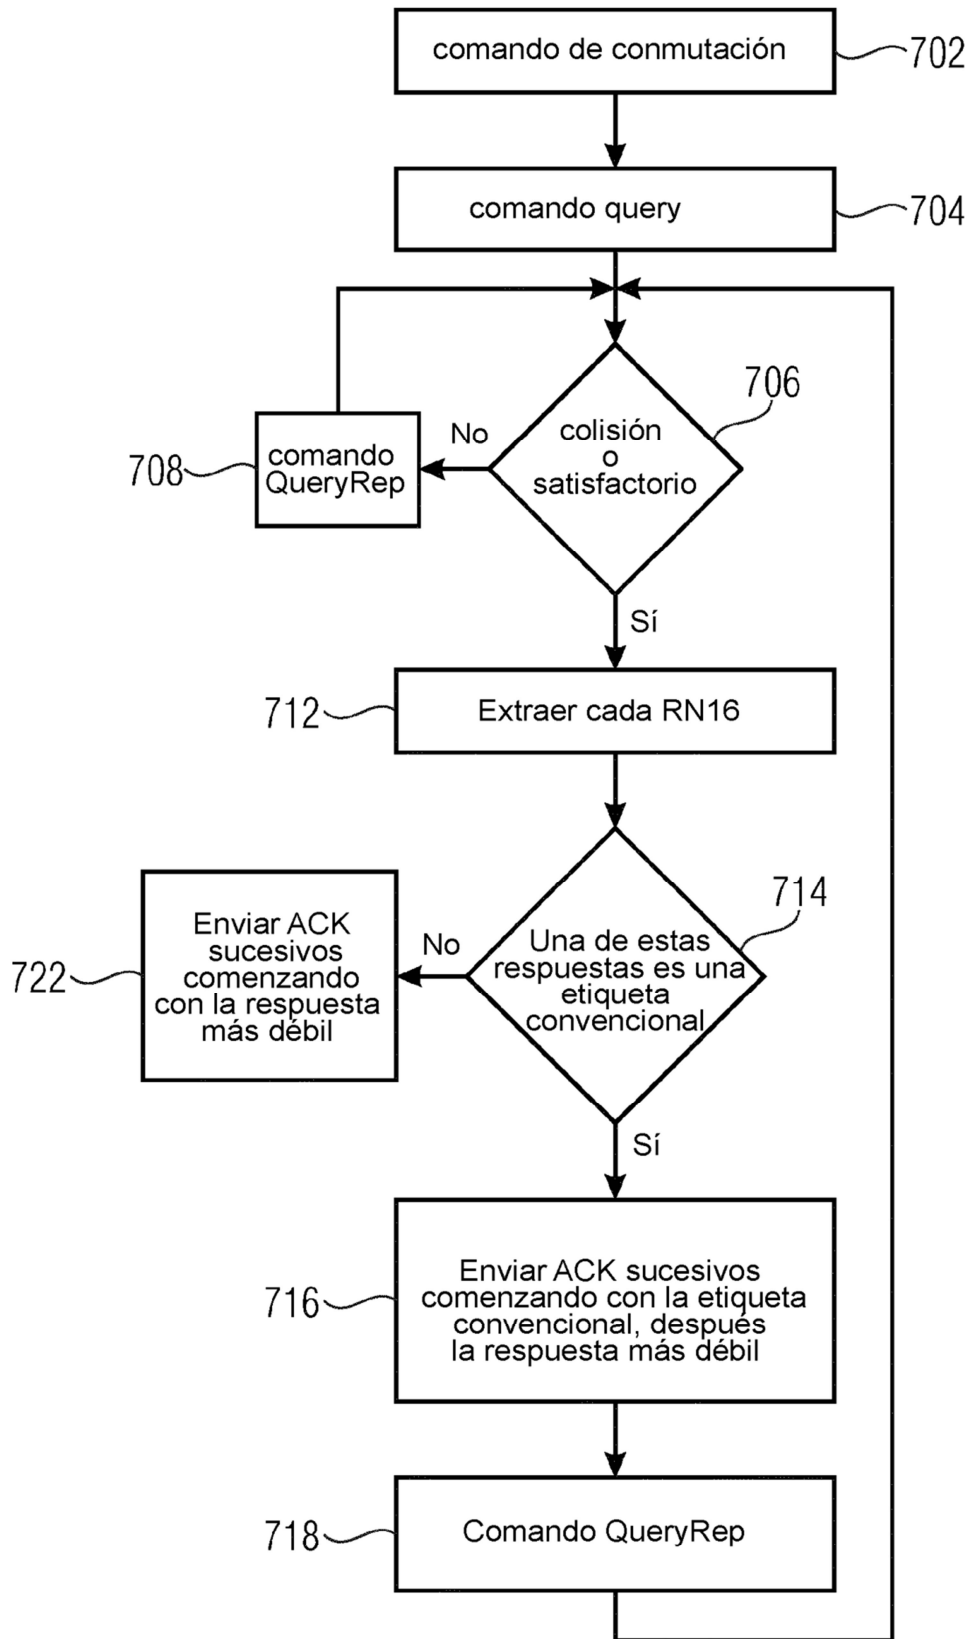 comando de conmutación
702
comando query
704
706
colisión
o
satisfactorio
No
comando
QueryRep
708
Sí
712
Extraer cada RN16
714
Una de estas
respuestas es una
etiqueta
convencional
No
Enviar ACK
sucesivos
comenzando
con la respuesta
más débil
722
Sí
716
Enviar ACK sucesivos
comenzando con la etiqueta
convencional, después
la respuesta más débil
718
Comando QueryRep